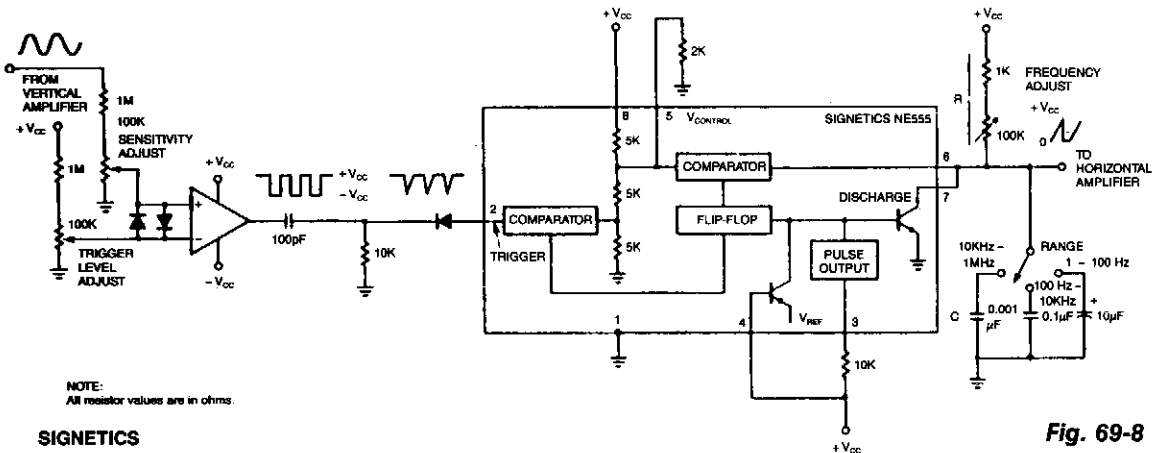 + VCC
+ VCC
2K
FROM
VERTICAL
AMPLIFIER
1M
1K
FREQUENCY
ADJUST
R
+ VCC
100K
SENSITIVITY
ADJUST
8
5
VCONTROL
SIGNETICS NE555
100K
+ VCC
0
1M
+ VCC
5K
COMPARATOR
6
TO
HORIZONTAL
AMPLIFIER
+ VCC
- VCC
5K
DISCHARGE
7
+
-
2
COMPARATOR
FLIP-FLOP
100K
TRIGGER
LEVEL
ADJUST
100pF
10K
TRIGGER
5K
PULSE
OUTPUT
10KHz -
1MHz
RANGE
1 - 100 Hz
100 Hz -
10KHz
- VCC
VREF
C
0.001
µF
0.1µF
+
10µF
1
4
3
10K
NOTE:
All resistor values are in ohms.
SIGNETICS
+ VCC
Fig. 69-8